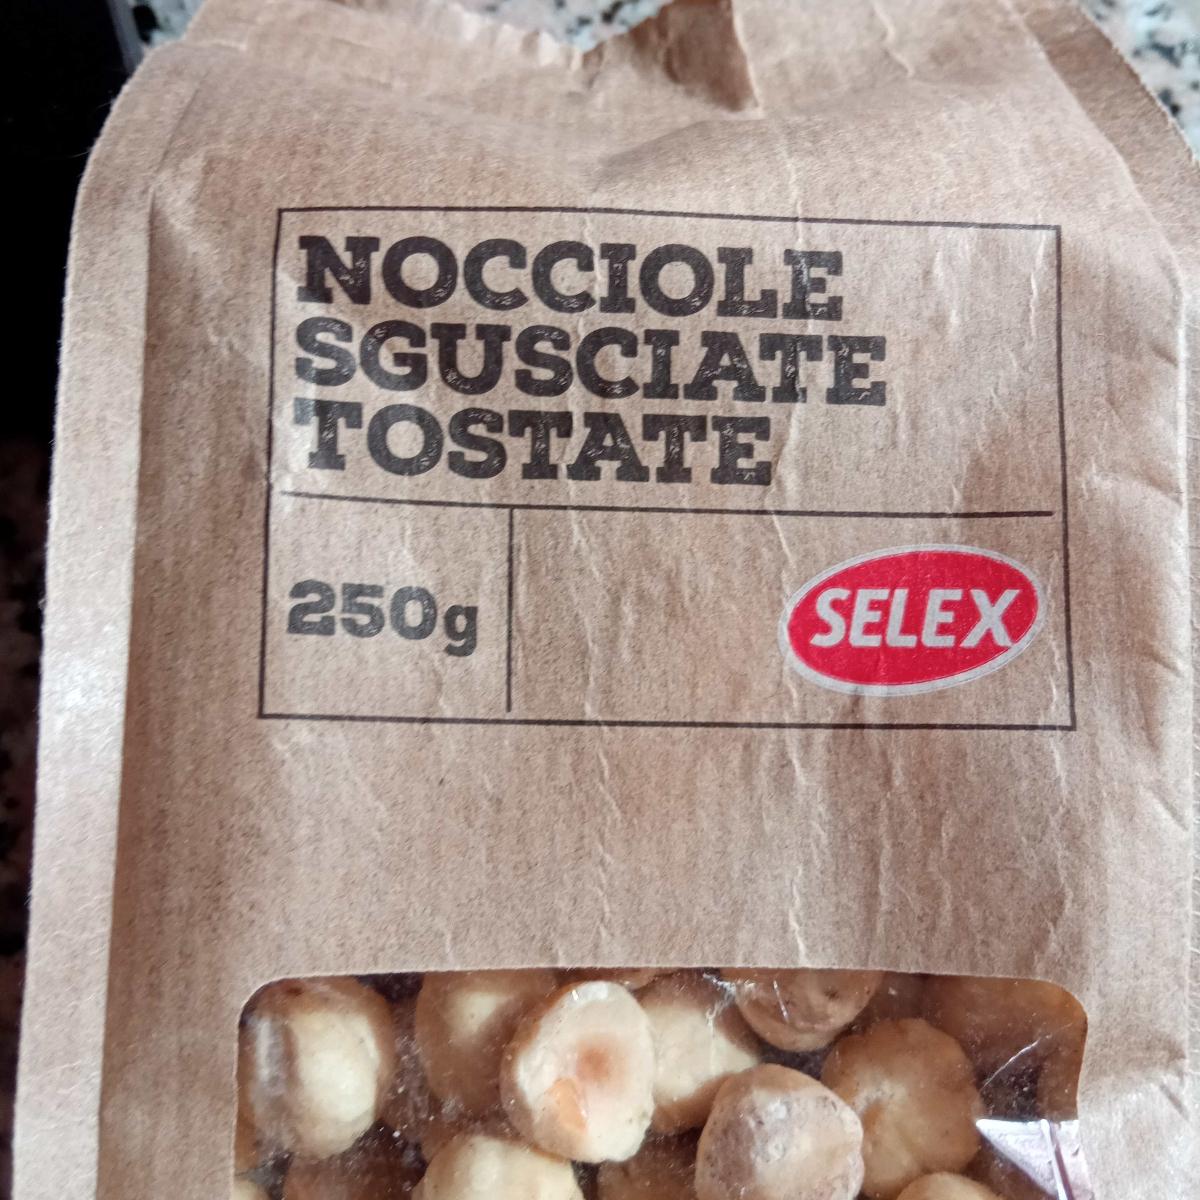 NOCCIOLE
SGUSCIATE
TOSTATE
250g
SELEX